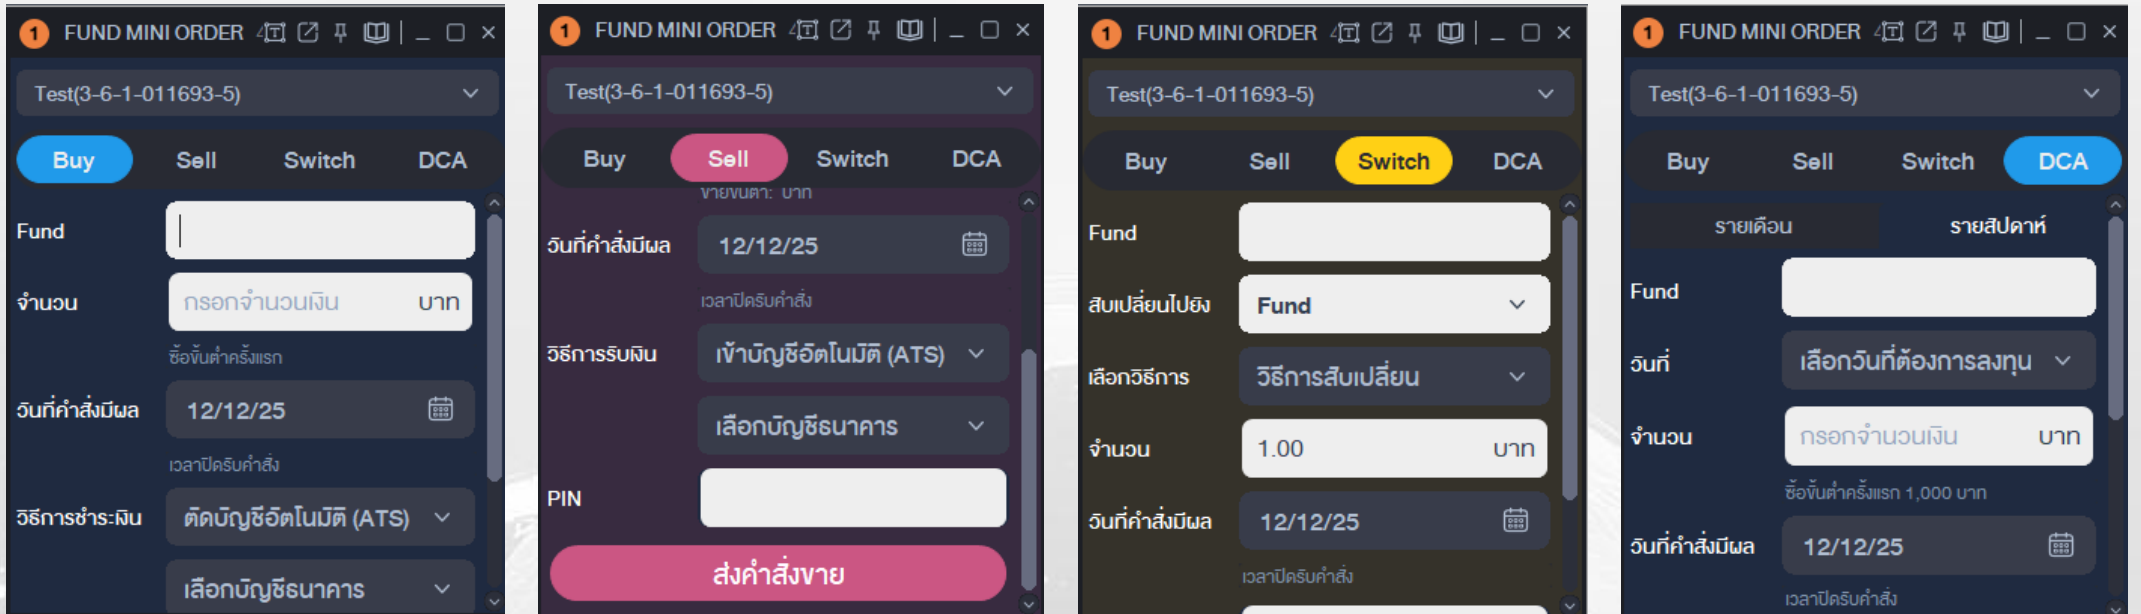 1 FUND MINI ORDER
Test(3-6-1-011693-5)
Buy Sell Switch DCA
Fund
จำนวน กรอกจำนวนเงิน บาท
ซื้อขั้นต่ำครั้งแรก
วันที่คำสั่งมีผล 12/12/25
เวลาปิดรับคำสั่ง
วิธีการชำระเงิน ตัดบัญชีอัตโนมัติ (ATS)
เลือกบัญชีธนาคาร
1 FUND MINI ORDER
Test(3-6-1-011693-5)
Buy Sell Switch DCA
ขายขั้นต่ำ: บาท
วันที่คำสั่งมีผล 12/12/25
เวลาปิดรับคำสั่ง
วิธีการรับเงิน เข้าบัญชีอัตโนมัติ (ATS)
เลือกบัญชีธนาคาร
PIN
ส่งคำสั่งขาย
1 FUND MINI ORDER
Test(3-6-1-011693-5)
Buy Sell Switch DCA
Fund
สับเปลี่ยนไปยัง Fund
เลือกวิธีการ วิธีการสับเปลี่ยน
จำนวน 1.00 บาท
วันที่คำสั่งมีผล 12/12/25
เวลาปิดรับคำสั่ง
1 FUND MINI ORDER
Test(3-6-1-011693-5)
Buy Sell Switch DCA
รายเดือน รายสัปดาห์
Fund
วันที่ เลือกวันที่ต้องการลงทุน
จำนวน กรอกจำนวนเงิน บาท
ซื้อขั้นต่ำครั้งแรก 1,000 บาท
วันที่คำสั่งมีผล 12/12/25
เวลาปิดรับคำสั่ง